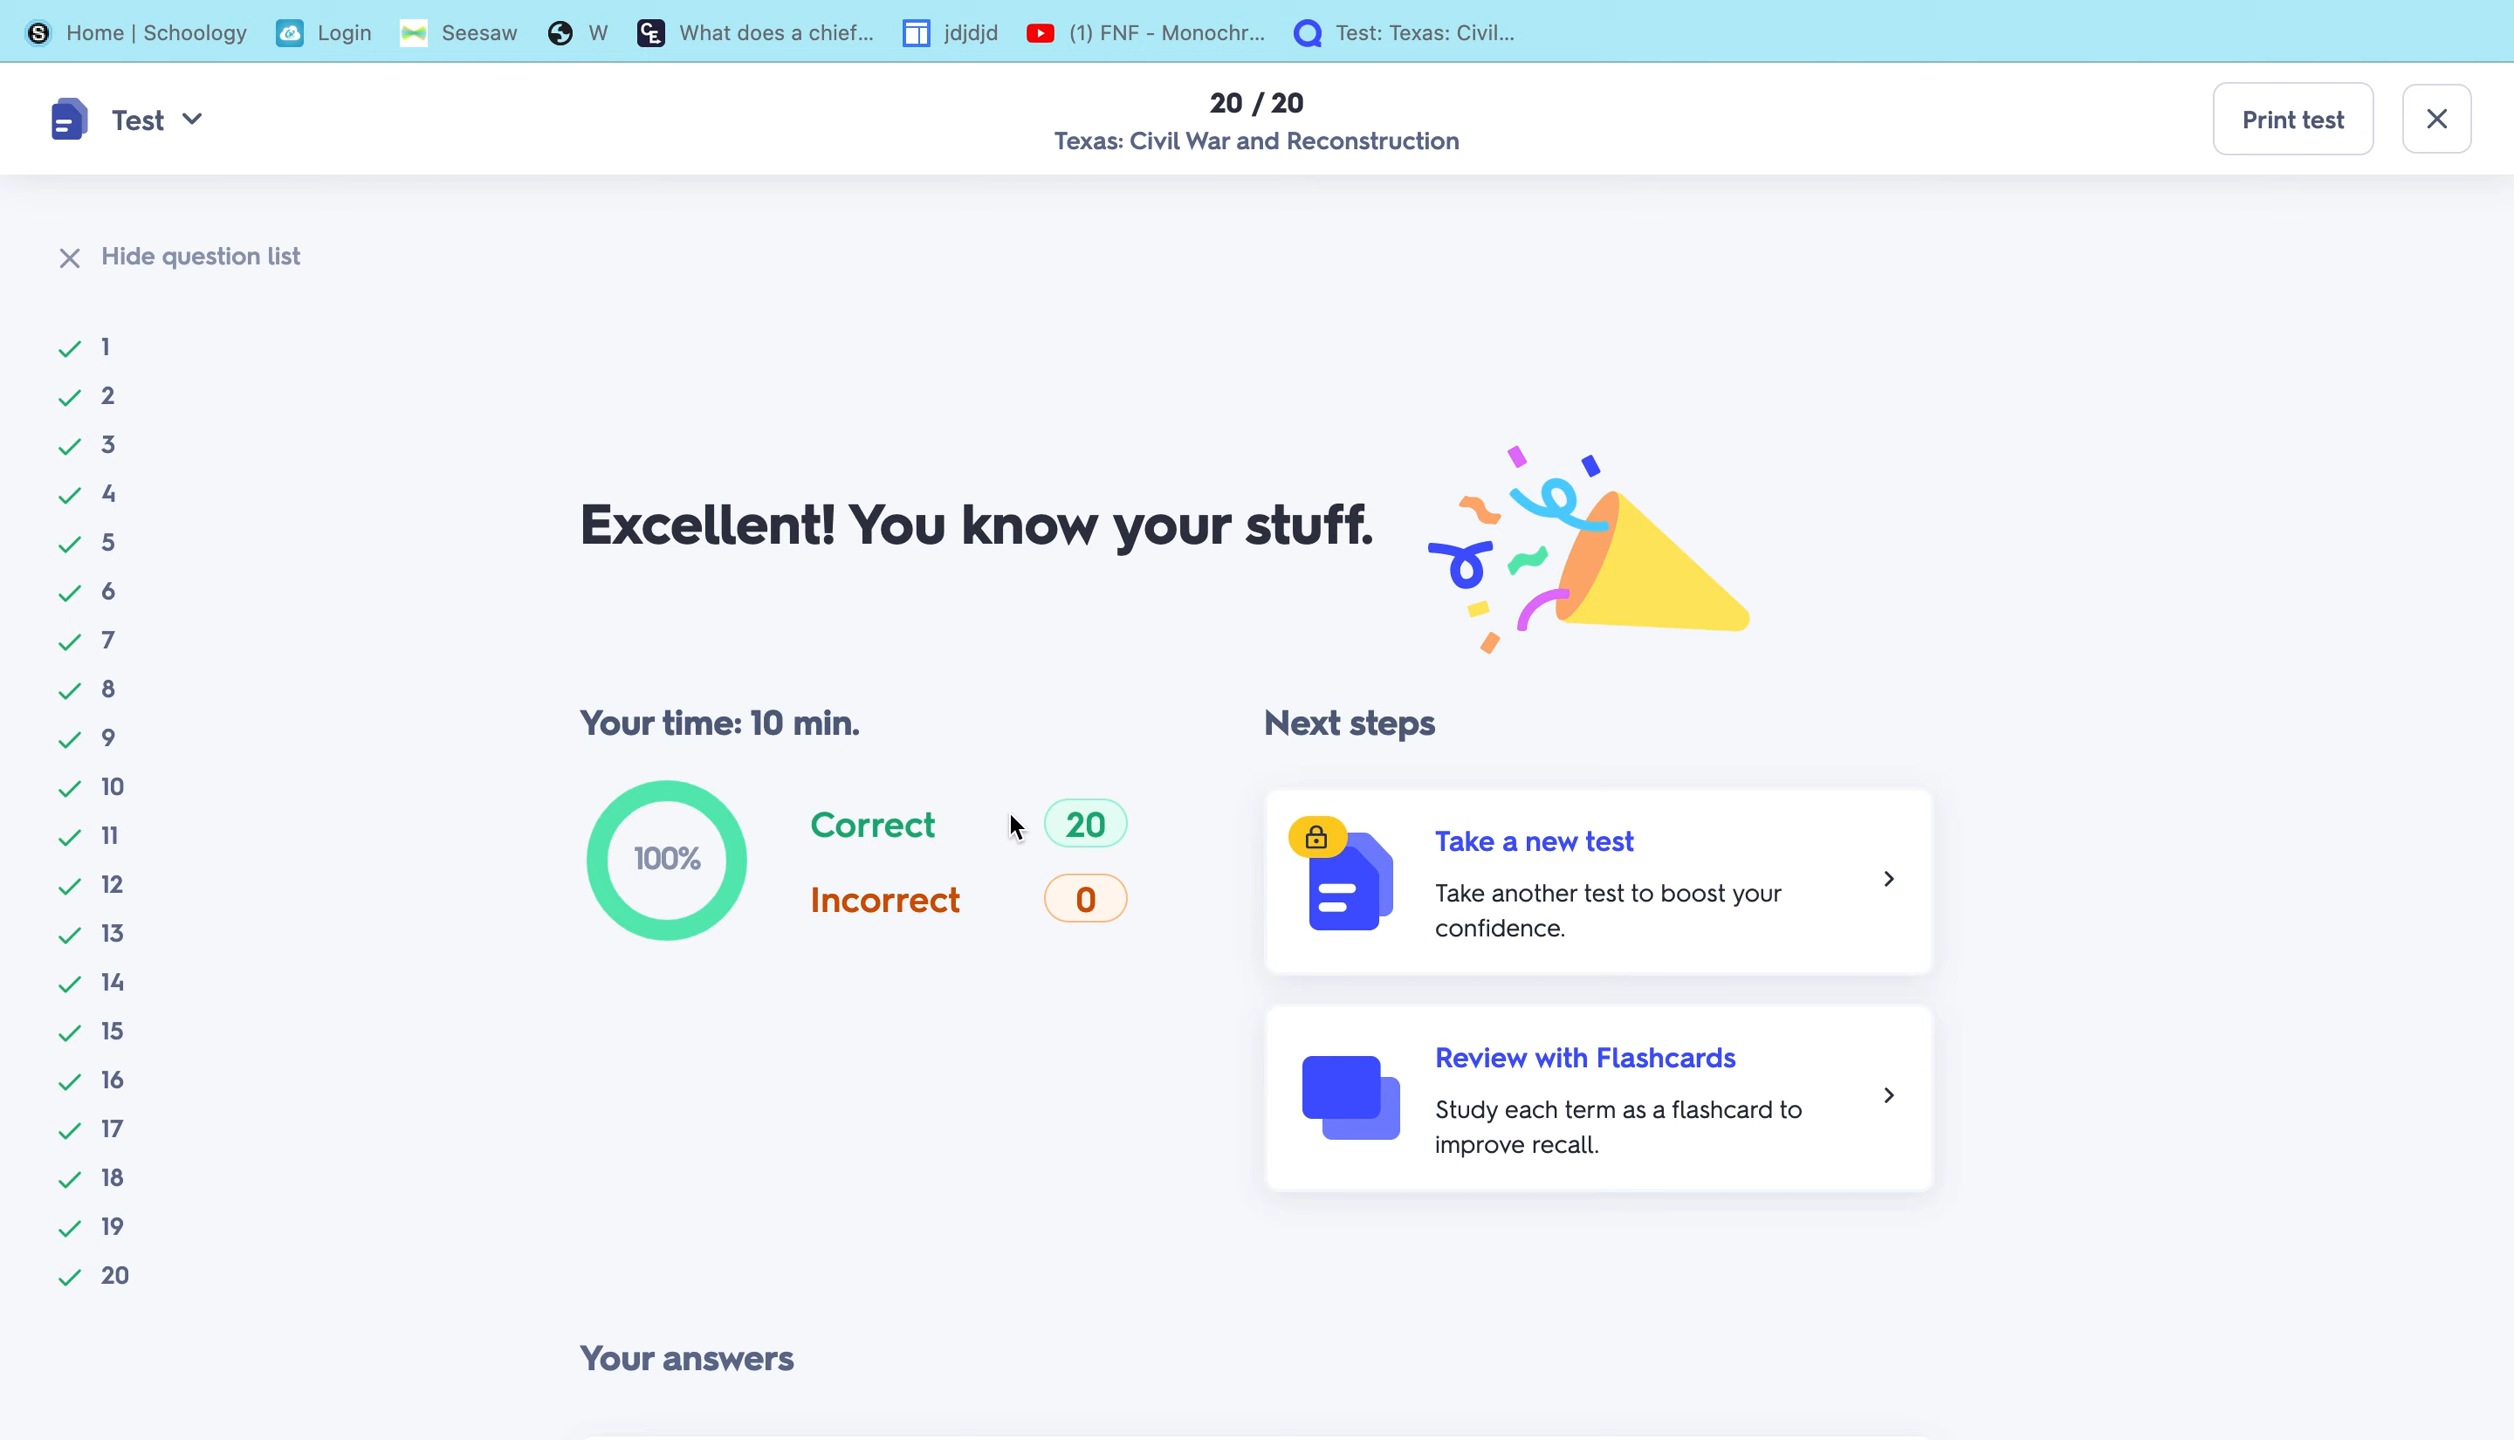 Home | Schoology Login Seesaw W What does a chief... jdjdjd (1) FNF - Monochr... Test: Texas: Civil...
Test
20 / 20
Texas: Civil War and Reconstruction
Print test
Hide question list
1
2
3
4
5
6
7
8
9
10
11
12
13
14
15
16
17
18
19
20
Excellent! You know your stuff.
Your time: 10 min.
100%
Correct 20
Incorrect 0
Next steps
Take a new test
Take another test to boost your
confidence.
Review with Flashcards
Study each term as a flashcard to
improve recall.
Your answers